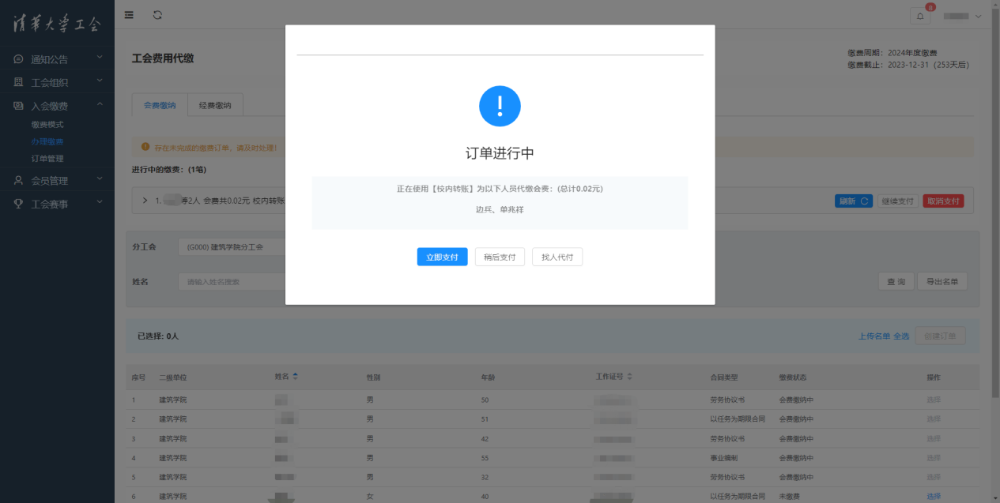 清华大学工会
8
通知公告
工会组织
入会缴费
缴费模式
办理缴费
订单管理
会员管理
工会赛事
工会费用代缴
缴费周期：2024年度缴费
缴费截止：2023-12-31（253天后）
会费缴纳 经费缴纳
存在未完成的缴费订单，请及时处理！
进行中的缴费：(1笔)
1. 等2人 会费共0.02元 校内转账
刷新 继续支付 取消支付
订单进行中
正在使用【校内转账】为以下人员代缴会费：(总计0.02元)
边兵、单兆祥
立即支付 稍后支付 找人代付
分工会 (G000) 建筑学院分工会
姓名 请输入姓名搜索
查 询 导出名单
已选择: 0人
上传名单 全选 创建订单
序号 二级单位 姓名 性别 年龄 工作证号 合同类型 缴费状态 操作
1 建筑学院 男 50 劳务协议书 会费缴纳中 选择
2 建筑学院 男 51 以任务为期限合同 会费缴纳中 选择
3 建筑学院 男 42 劳务协议书 会费缴纳中 选择
4 建筑学院 男 55 事业编制 会费缴纳中 选择
5 建筑学院 男 32 劳务协议书 会费缴纳中 选择
6 建筑学院 女 40 以任务为期限合同 未缴费 选择